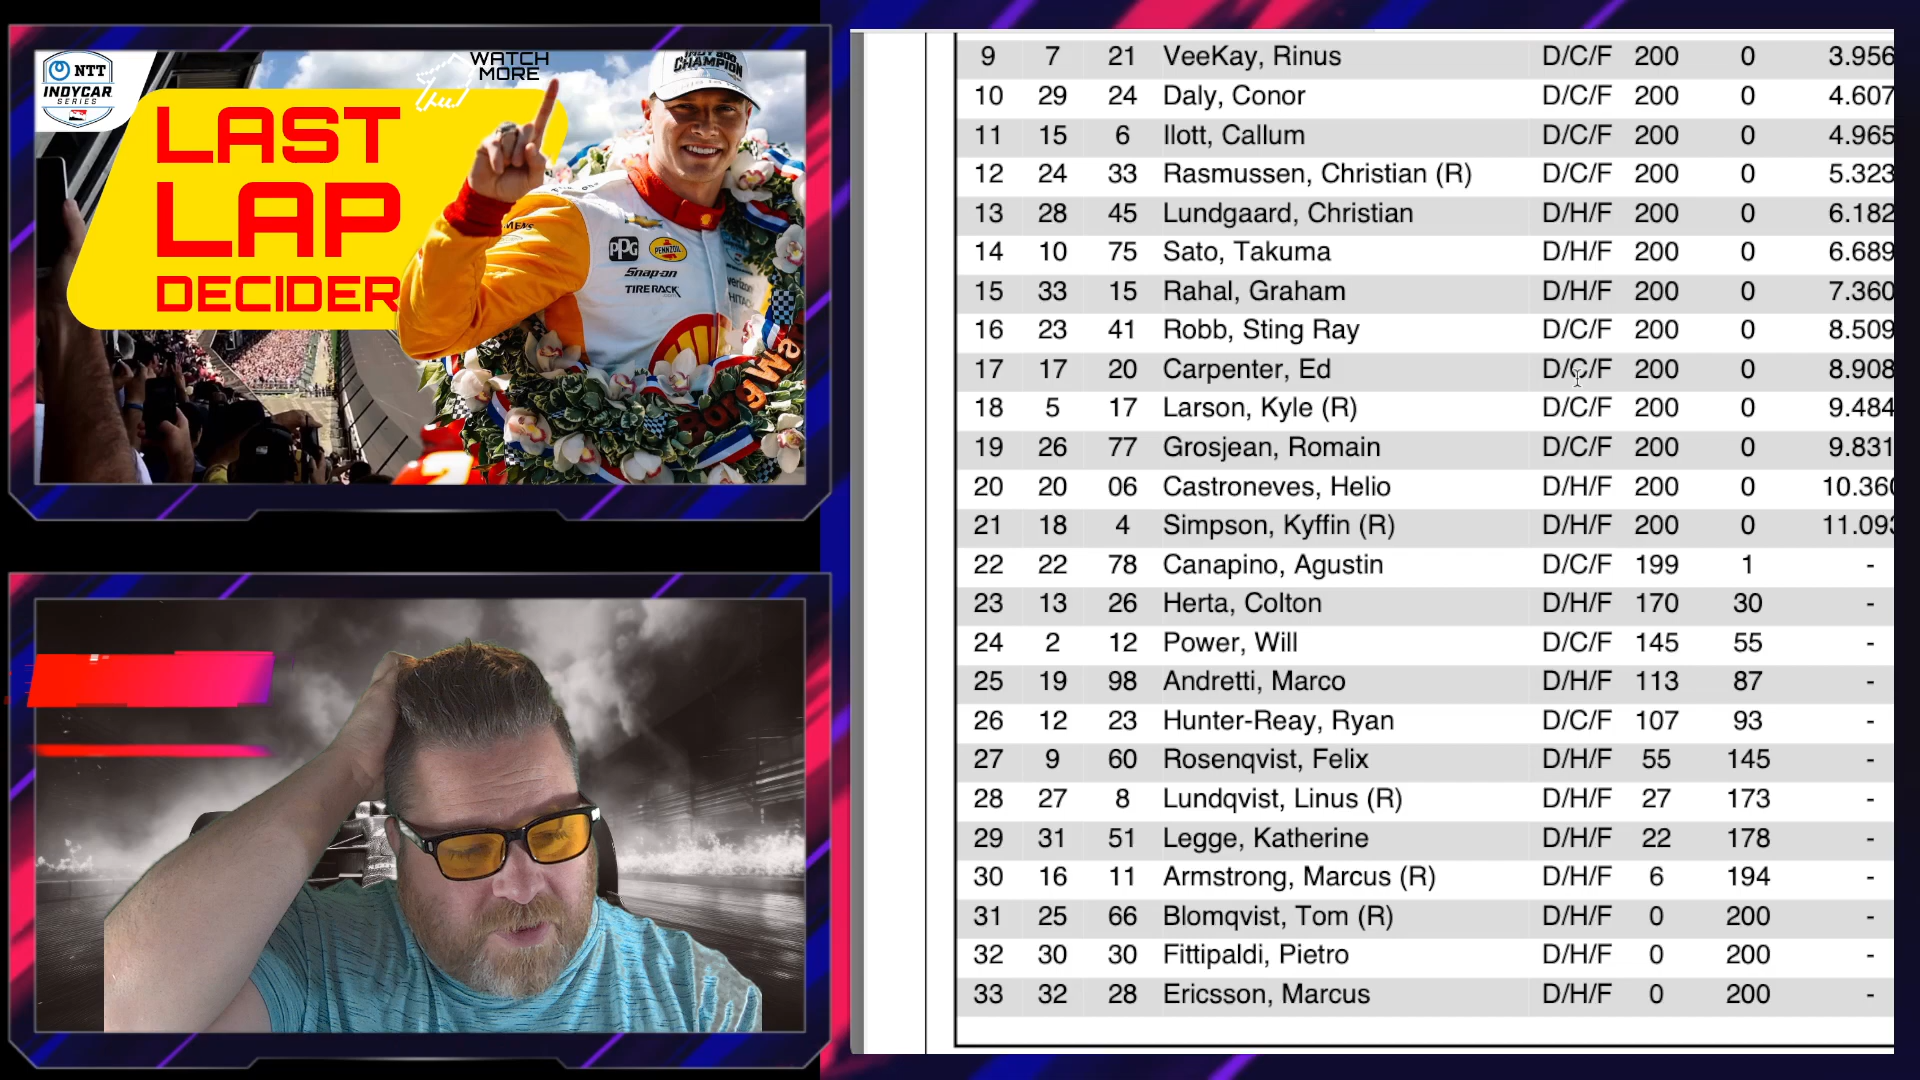 NTT
INDYCAR
SERIES
WATCH
MORE
LAST
LAP
DECIDER
CHAMPION
PPG
PENNZOIL
Snap-on
TIRE RACK
verizon
Borg Wa
9 7 21 VeeKay, Rinus D/C/F 200 0 3.956
10 29 24 Daly, Conor D/C/F 200 0 4.607
11 15 6 Ilott, Callum D/C/F 200 0 4.965
12 24 33 Rasmussen, Christian (R) D/C/F 200 0 5.323
13 28 45 Lundgaard, Christian D/H/F 200 0 6.182
14 10 75 Sato, Takuma D/H/F 200 0 6.689
15 33 15 Rahal, Graham D/H/F 200 0 7.360
16 23 41 Robb, Sting Ray D/C/F 200 0 8.509
17 17 20 Carpenter, Ed D/C/F 200 0 8.908
18 5 17 Larson, Kyle (R) D/C/F 200 0 9.484
19 26 77 Grosjean, Romain D/C/F 200 0 9.831
20 20 06 Castroneves, Helio D/H/F 200 0 10.360
21 18 4 Simpson, Kyffin (R) D/H/F 200 0 11.093
22 22 78 Canapino, Agustin D/C/F 199 1 -
23 13 26 Herta, Colton D/H/F 170 30 -
24 2 12 Power, Will D/C/F 145 55 -
25 19 98 Andretti, Marco D/H/F 113 87 -
26 12 23 Hunter-Reay, Ryan D/C/F 107 93 -
27 9 60 Rosenqvist, Felix D/H/F 55 145 -
28 27 8 Lundqvist, Linus (R) D/H/F 27 173 -
29 31 51 Legge, Katherine D/H/F 22 178 -
30 16 11 Armstrong, Marcus (R) D/H/F 6 194 -
31 25 66 Blomqvist, Tom (R) D/H/F 0 200 -
32 30 30 Fittipaldi, Pietro D/H/F 0 200 -
33 32 28 Ericsson, Marcus D/H/F 0 200 -